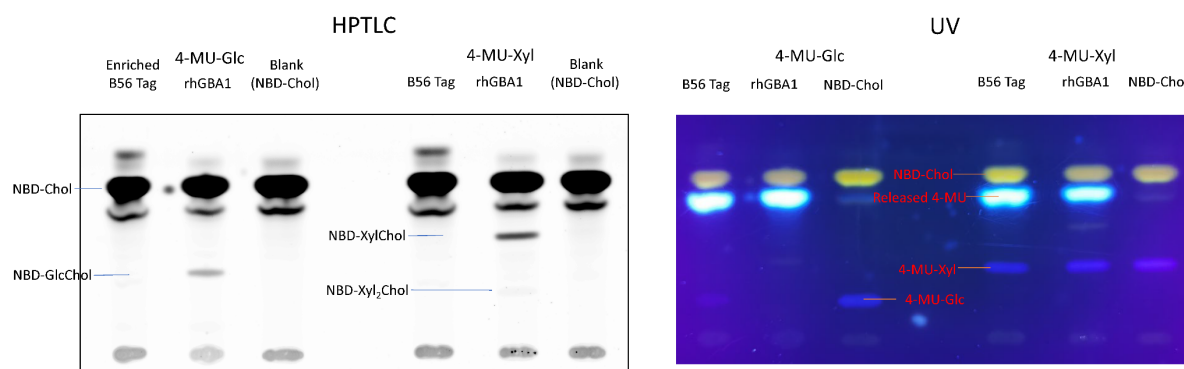 HPTLC
UV
4-MU-Glc
4-MU-Xyl
Enriched
B56 Tag
rhGBA1
Blank
(NBD-Chol)
B56 Tag
rhGBA1
Blank
(NBD-Chol)
4-MU-Glc
4-MU-Xyl
B56 Tag
rhGBA1
NBD-Chol
B56 Tag
rhGBA1
NBD-Cho
NBD-Chol
NBD-XylChol
NBD-GlcChol
NBD-Xyl₂Chol
NBD-Chol
Released 4-MU
4-MU-Xyl
4-MU-Glc